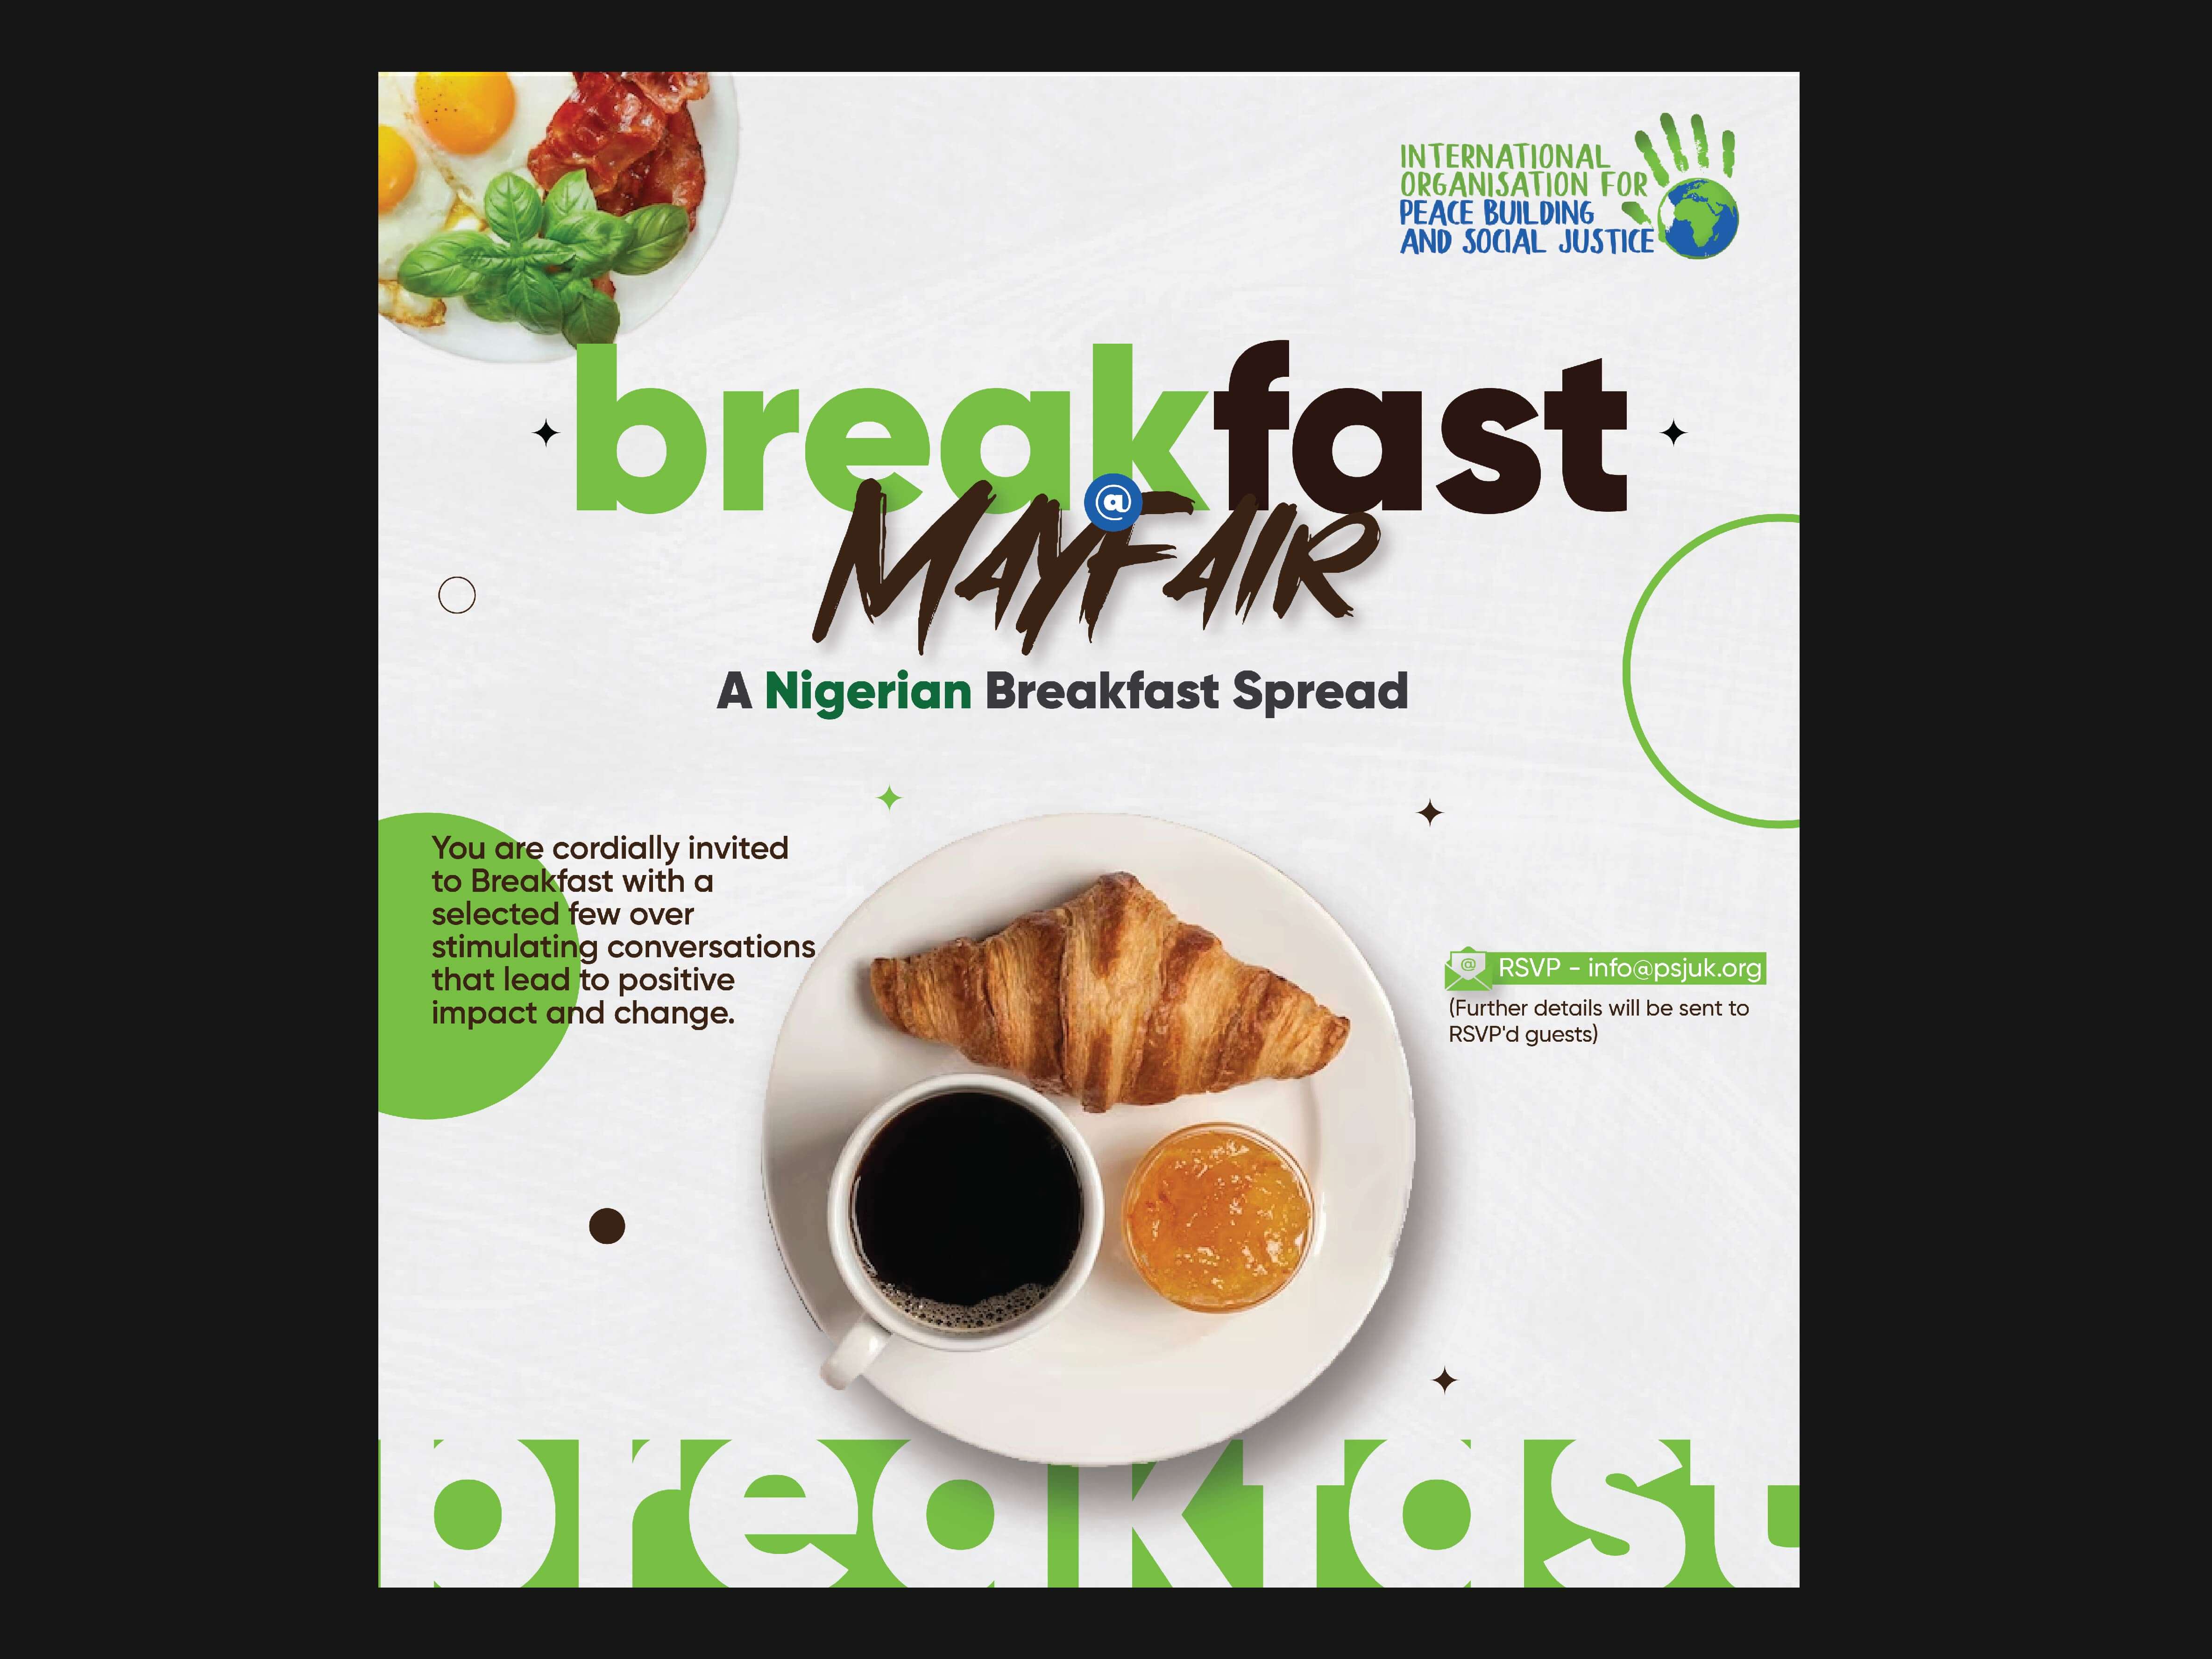 INTERNATIONAL
ORGANISATION FOR
PEACE BUILDING
AND SOCIAL JUSTICE
breakfast
@
MAYFAIR
A Nigerian Breakfast Spread
You are cordially invited
to Breakfast with a
selected few over
stimulating conversations
that lead to positive
impact and change.
@ RSVP - info@psjuk.org
(Further details will be sent to
RSVP'd guests)
breakfast